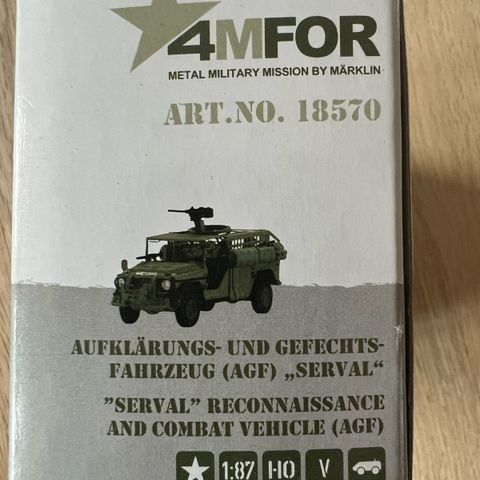 4MFOR
METAL MILITARY MISSION BY MÄRKLIN
ART.NO. 18570
AUFKLÄRUNGS- UND GEFECHTS-
FAHRZEUG (AGF) „SERVAL“
”SERVAL” RECONNAISSANCE
AND COMBAT VEHICLE (AGF)
1:87 HO V